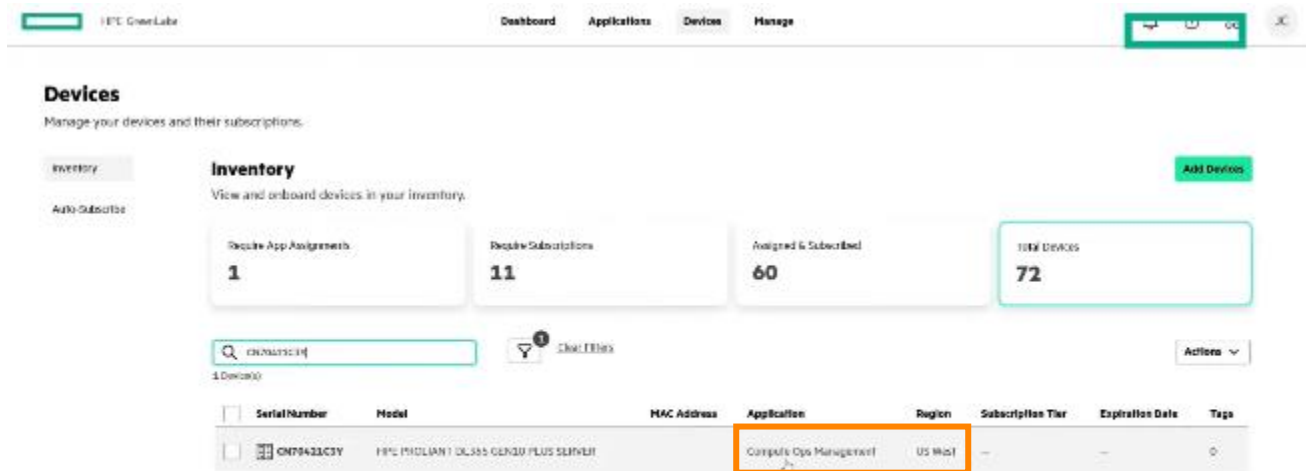 HPE GreenLake Dashboard Applications Devices Manage JC
Devices
Manage your devices and their subscriptions.
Inventory
Auto-Subscribe
Inventory
View and onboard devices in your inventory.
Add Devices
Require App Assignments
1
Require Subscriptions
11
Assigned & Subscribed
60
Total Devices
72
1
Clear Filters
Actions
1 Device(s)
Serial Number Model MAC Address Application Region Subscription Tier Expiration Date Tags
HPE PROLIANT DL365 GEN10 PLUS SERVER Compute Ops Management US West -- -- 0